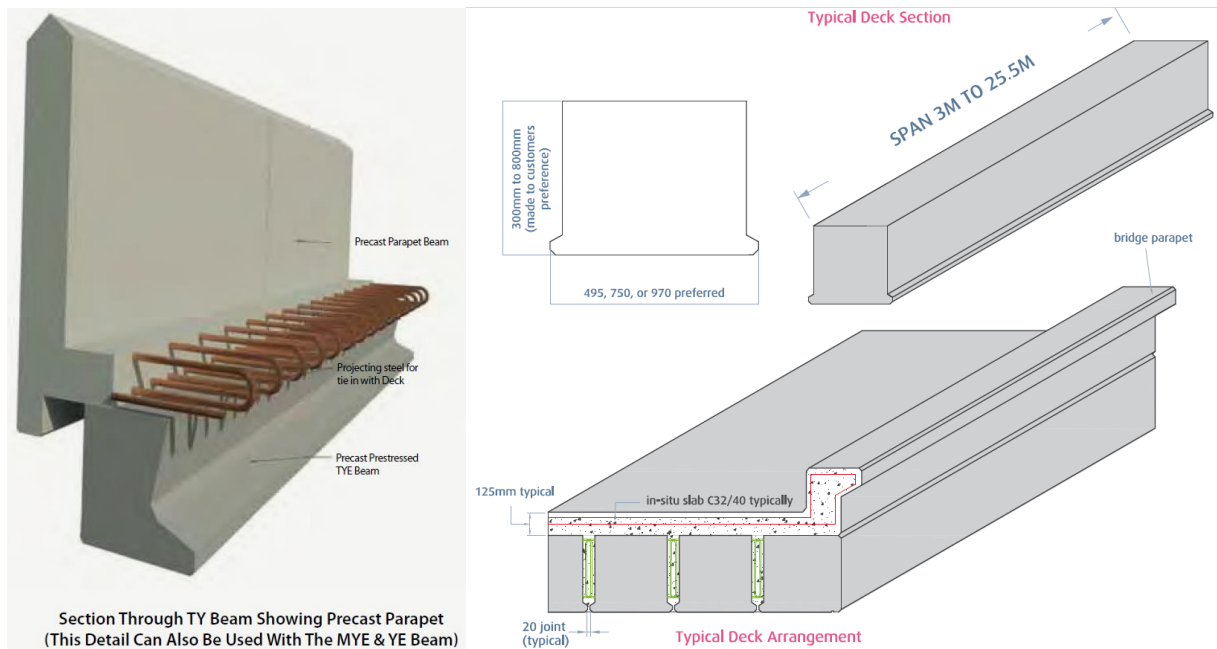 Precast Parapet Beam
Projecting steel for
tie in with Deck
Precast Prestressed
TYE Beam
Section Through TY Beam Showing Precast Parapet
(This Detail Can Also Be Used With The MYE & YE Beam)
Typical Deck Section
300mm to 800mm
(made to customers
preference)
495, 750, or 970 preferred
SPAN 3M TO 25.5M
bridge parapet
125mm typical
in-situ slab C32/40 typically
20 joint
(typical)
Typical Deck Arrangement